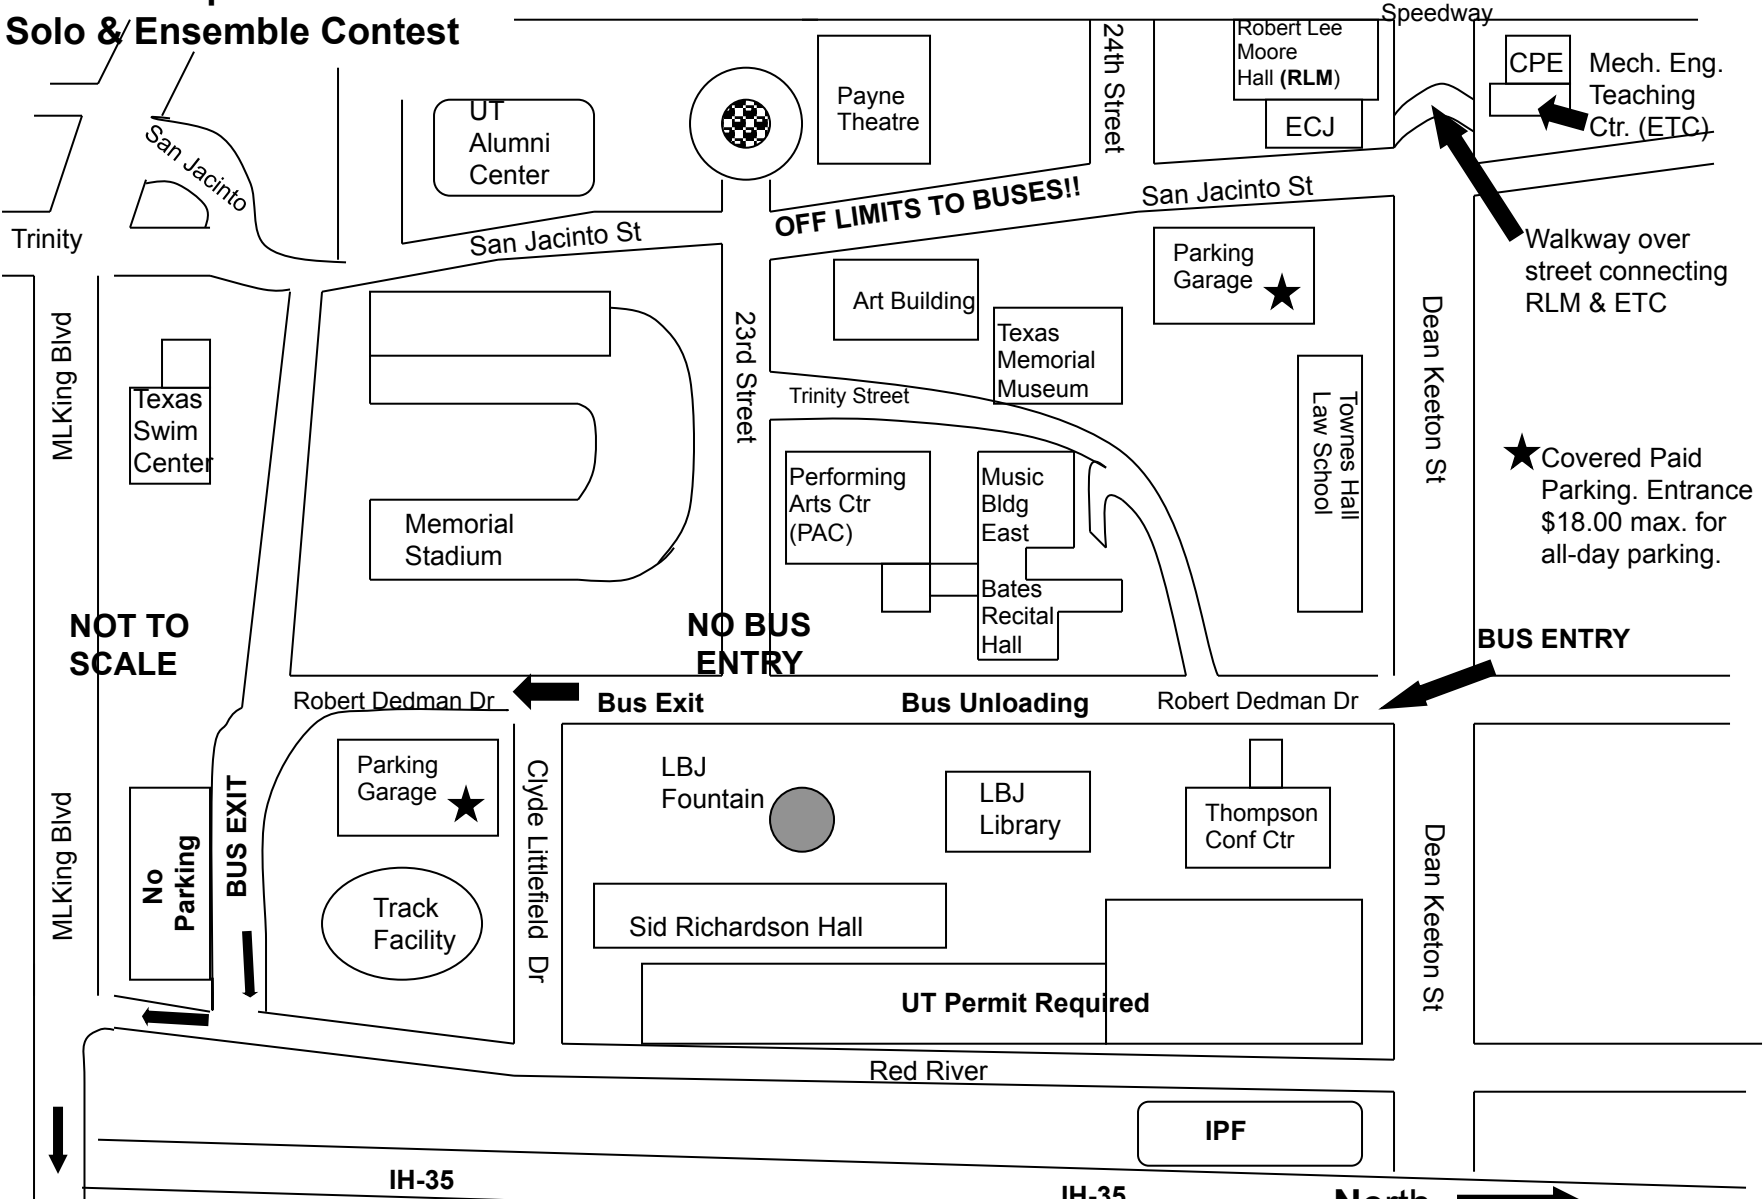 Solo & Ensemble Contest
Speedway
Robert Lee
Moore
Hall (RLM)
24th Street
CPE
Mech. Eng.
Teaching
Ctr. (ETC)
UT
Alumni
Center
Payne
Theatre
ECJ
San Jacinto
OFF LIMITS TO BUSES!!
San Jacinto St
San Jacinto St
Trinity
Walkway over
street connecting
RLM & ETC
Parking
Garage
Art Building
Texas
Memorial
Museum
MLKing Blvd
23rd Street
Dean Keeton St
Trinity Street
Texas
Swim
Center
Townes Hall
Law School
Covered Paid
Parking. Entrance
$18.00 max. for
all-day parking.
Performing
Arts Ctr
(PAC)
Music
Bldg
East
Memorial
Stadium
Bates
Recital
Hall
NOT TO
SCALE
NO BUS
ENTRY
BUS ENTRY
Robert Dedman Dr
Bus Exit
Bus Unloading
Robert Dedman Dr
Parking
Garage
LBJ
Fountain
LBJ
Library
Thompson
Conf Ctr
MLKing Blvd
No
Parking
BUS EXIT
Clyde Littlefield Dr
Dean Keeton St
Track
Facility
Sid Richardson Hall
UT Permit Required
Red River
IPF
IH-35
IH-35
North